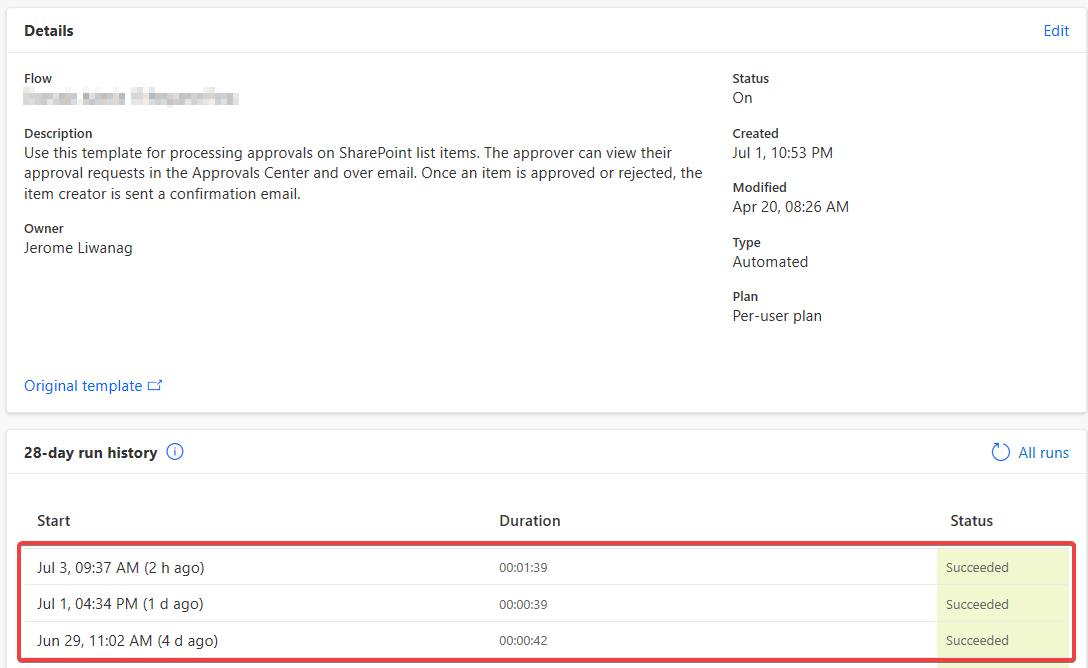 Details
Edit
Flow
Description
Use this template for processing approvals on SharePoint list items. The approver can view their
approval requests in the Approvals Center and over email. Once an item is approved or rejected, the
item creator is sent a confirmation email.
Owner
Jerome Liwanag
Status
On
Created
Jul 1, 10:53 PM
Modified
Apr 20, 08:26 AM
Type
Automated
Plan
Per-user plan
Original template
28-day run history
All runs
Start Duration Status
Jul 3, 09:37 AM (2 h ago) 00:01:39 Succeeded
Jul 1, 04:34 PM (1 d ago) 00:00:39 Succeeded
Jun 29, 11:02 AM (4 d ago) 00:00:42 Succeeded